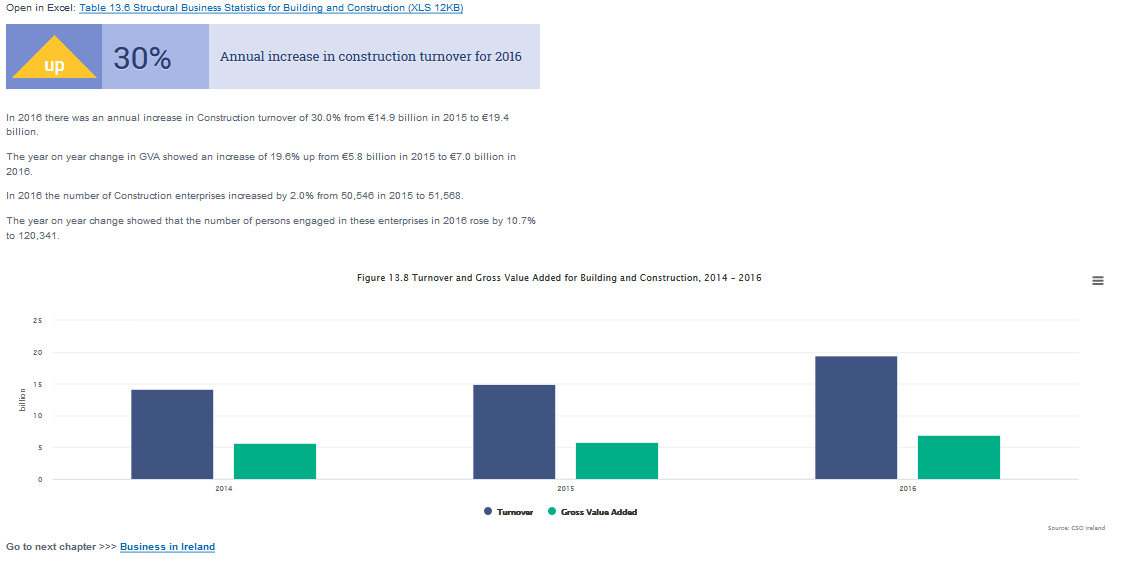 Open in Excel: Table 13.6 Structural Business Statistics for Building and Construction (XLS 12KB)
up
30%
Annual increase in construction turnover for 2016
In 2016 there was an annual increase in Construction turnover of 30.0% from €14.9 billion in 2015 to €19.4
billion.
The year on year change in GVA showed an increase of 19.6% up from €5.8 billion in 2015 to €7.0 billion in
2016.
In 2016 the number of Construction enterprises increased by 2.0% from 50,546 in 2015 to 51,568.
The year on year change showed that the number of persons engaged in these enterprises in 2016 rose by 10.7%
to 120,341.
Figure 13.8 Turnover and Gross Value Added for Building and Construction, 2014 - 2016
25
20
15
10
5
0
billion
2014
2015
2016
Turnover
Gross Value Added
Source: CSO Ireland
Go to next chapter >>> Business in Ireland